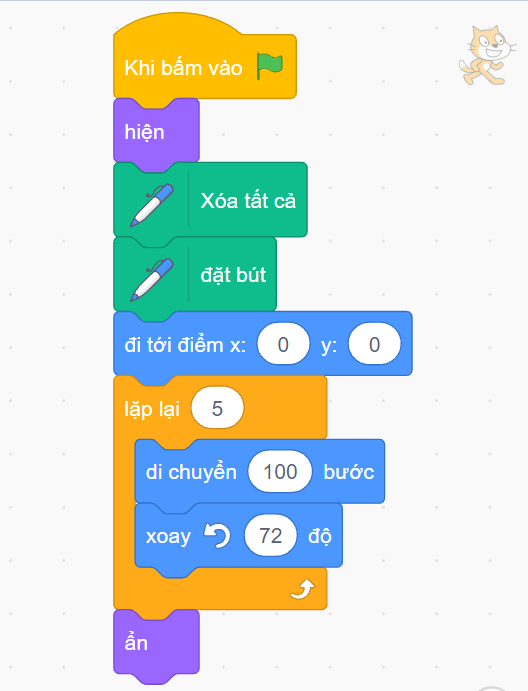 Khi bấm vào
hiện
Xóa tất cả
đặt bút
đi tới điểm x: 0 y: 0
lặp lại 5
di chuyển 100 bước
xoay 72 độ
ẩn